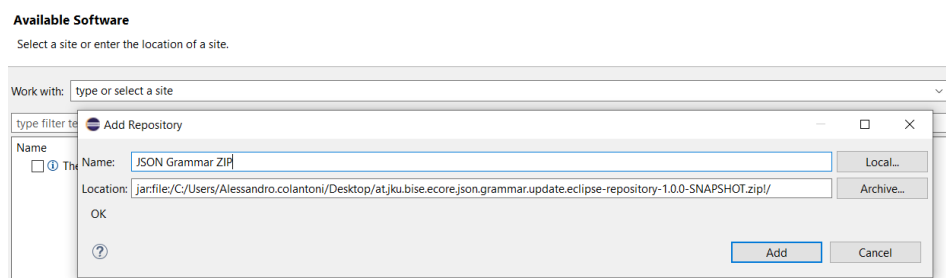 Available Software
Select a site or enter the location of a site.
Work with: type or select a site
type filter te
Add Repository
Name
Name: JSON Grammar ZIP Local...
The
Location: jar:file:/C:/Users/Alessandro.colantoni/Desktop/at.jku.bise.ecore.json.grammar.update.eclipse-repository-1.0.0-SNAPSHOT.zip!/ Archive...
OK
Add Cancel